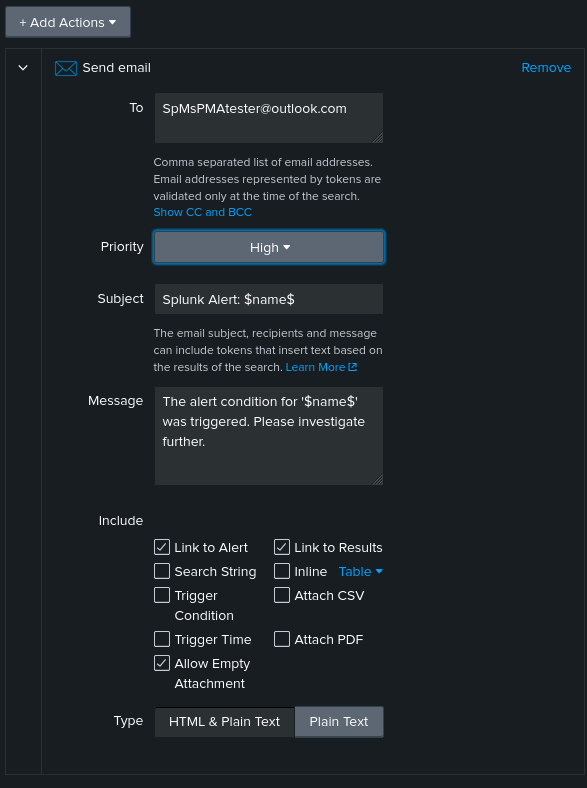 + Add Actions
Send email
Remove
To
SpMsPMAtester@outlook.com
Comma separated list of email addresses.
Email addresses represented by tokens are
validated only at the time of the search.
Show CC and BCC
Priority
High
Subject
Splunk Alert: $name$
The email subject, recipients and message
can include tokens that insert text based on
the results of the search. Learn More
Message
The alert condition for '$name$'
was triggered. Please investigate
further.
Include
Link to Alert
Link to Results
Search String
Inline Table
Trigger
Condition
Attach CSV
Trigger Time
Attach PDF
Allow Empty
Attachment
Type
HTML & Plain Text
Plain Text